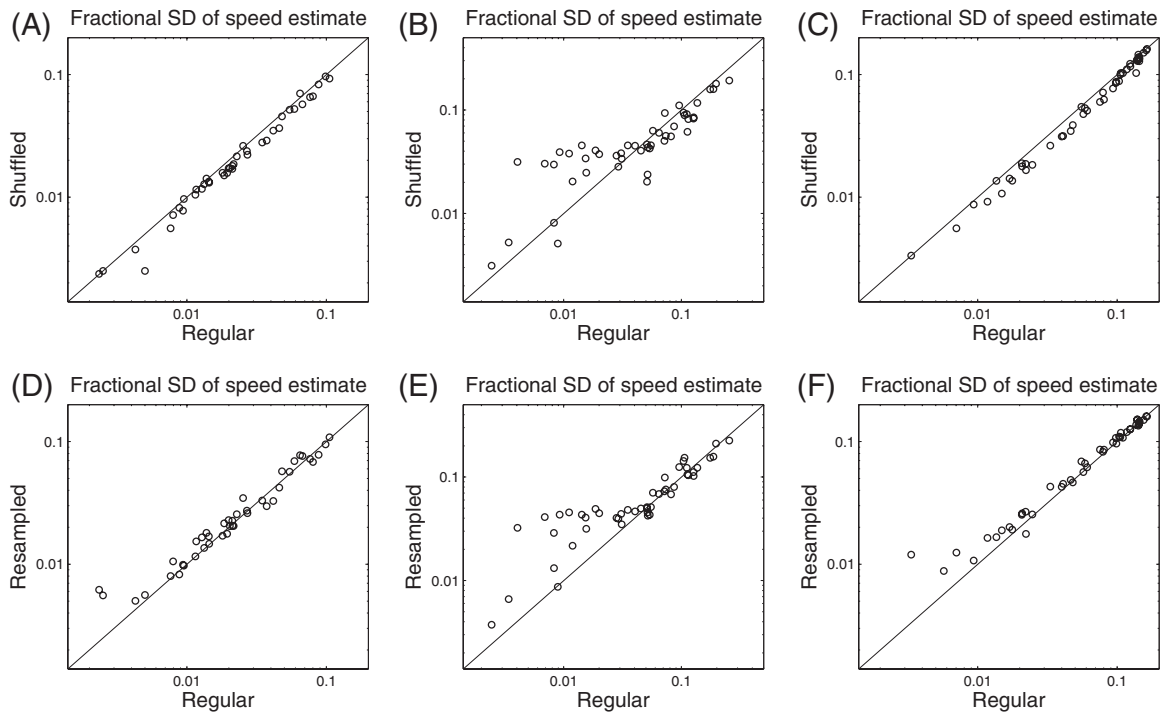 (A)
Fractional SD of speed estimate
0.1
0.01
Shuffled
0.01
0.1
Regular
(B)
Fractional SD of speed estimate
0.1
0.01
Shuffled
0.01
0.1
Regular
(C)
Fractional SD of speed estimate
0.1
0.01
Shuffled
0.01
0.1
Regular
(D)
Fractional SD of speed estimate
0.1
0.01
Resampled
0.01
0.1
Regular
(E)
Fractional SD of speed estimate
0.1
0.01
Resampled
0.01
0.1
Regular
(F)
Fractional SD of speed estimate
0.1
0.01
Resampled
0.01
0.1
Regular